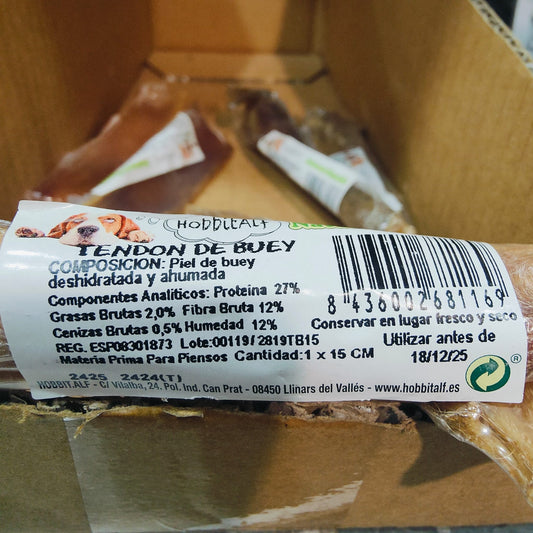 HOBBITALF
TENDON DE BUEY
COMPOSICION: Piel de buey
deshidratada y ahumada
Componentes Analiticos: Proteina 27%
Grasas Brutas 2,0% Fibra Bruta 12%
Cenizas Brutas 0,5% Humedad 12%
REG. ESP08301873 Lote:00119/2819TB15
Materia Prima Para Piensos Cantidad:1 x 15 CM
8 436002 681169
Conservar en lugar fresco y seco
Utilizar antes de
18/12/25
®
2425 2424(T)
HOBBIT.ALF - C/ Vilalba, 24. Pol. Ind. Can Prat - 08450 Llinars del Vallés - www.hobbitalf.es